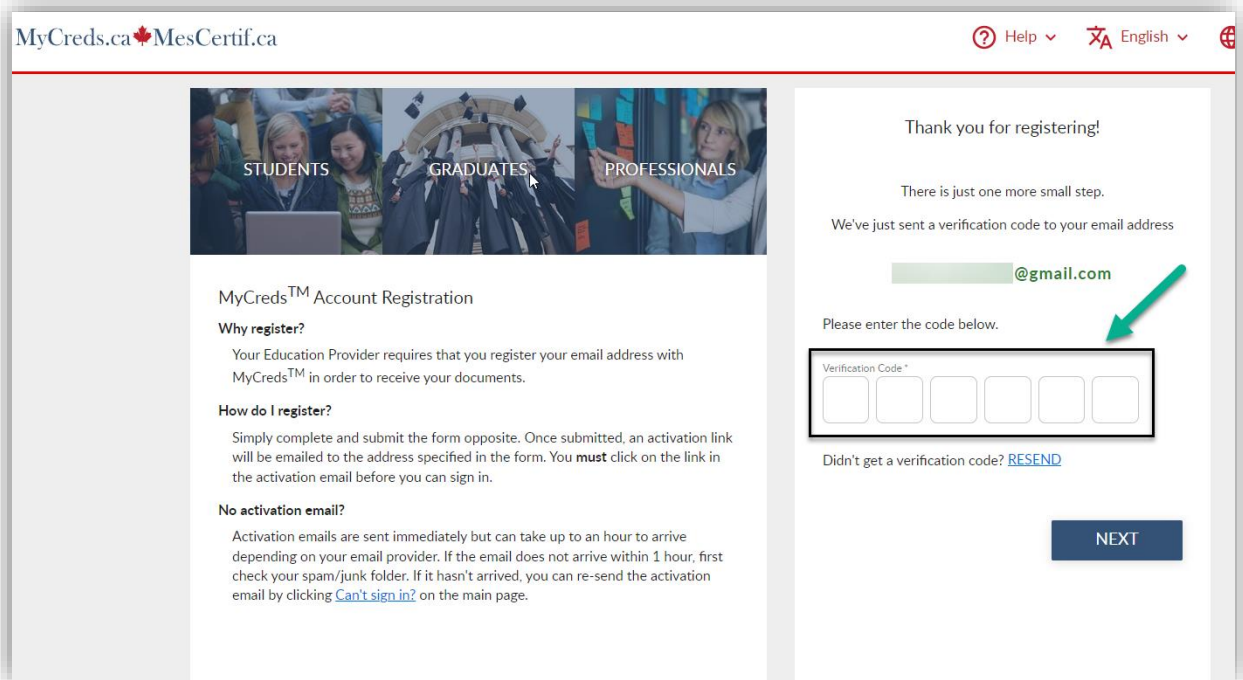 MyCreds.ca MesCertif.ca
Help
English
STUDENTS
GRADUATES
PROFESSIONALS
MyCreds™ Account Registration
Why register?
Your Education Provider requires that you register your email address with
MyCreds™ in order to receive your documents.
How do I register?
Simply complete and submit the form opposite. Once submitted, an activation link
will be emailed to the address specified in the form. You must click on the link in
the activation email before you can sign in.
No activation email?
Activation emails are sent immediately but can take up to an hour to arrive
depending on your email provider. If the email does not arrive within 1 hour, first
check your spam/junk folder. If it hasn't arrived, you can re-send the activation
email by clicking Can't sign in? on the main page.
Thank you for registering!
There is just one more small step.
We've just sent a verification code to your email address
@gmail.com
Please enter the code below.
Verification Code *
Didn't get a verification code? RESEND
NEXT